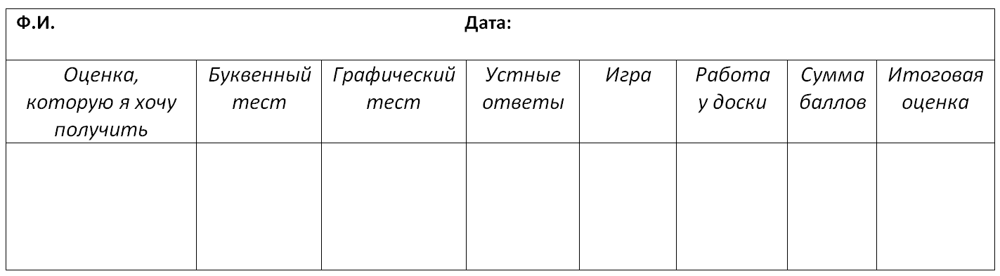 Ф.И. Дата:
Оценка, которую я хочу получить
Буквенный тест
Графический тест
Устные ответы
Игра
Работа у доски
Сумма баллов
Итоговая оценка